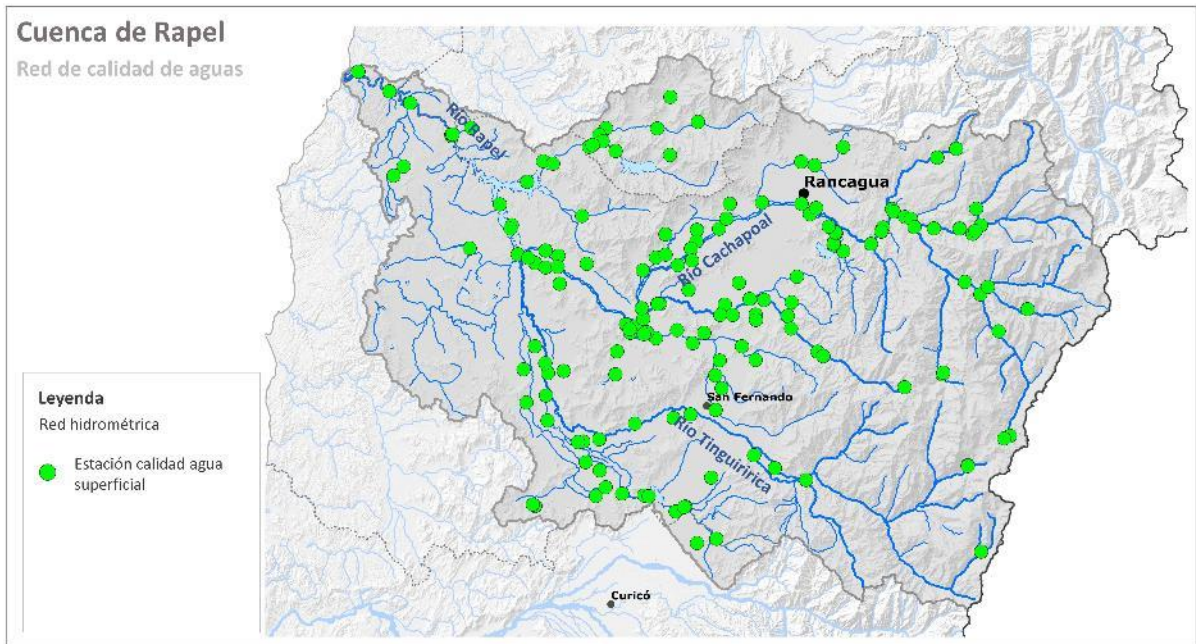 Cuenca de Rapel
Red de calidad de aguas
Río Rapel
Rancagua
Río Cachapoal
San Fernando
Río Tinguiririca
Curicó
Leyenda
Red hidrométrica
Estación calidad agua
superficial